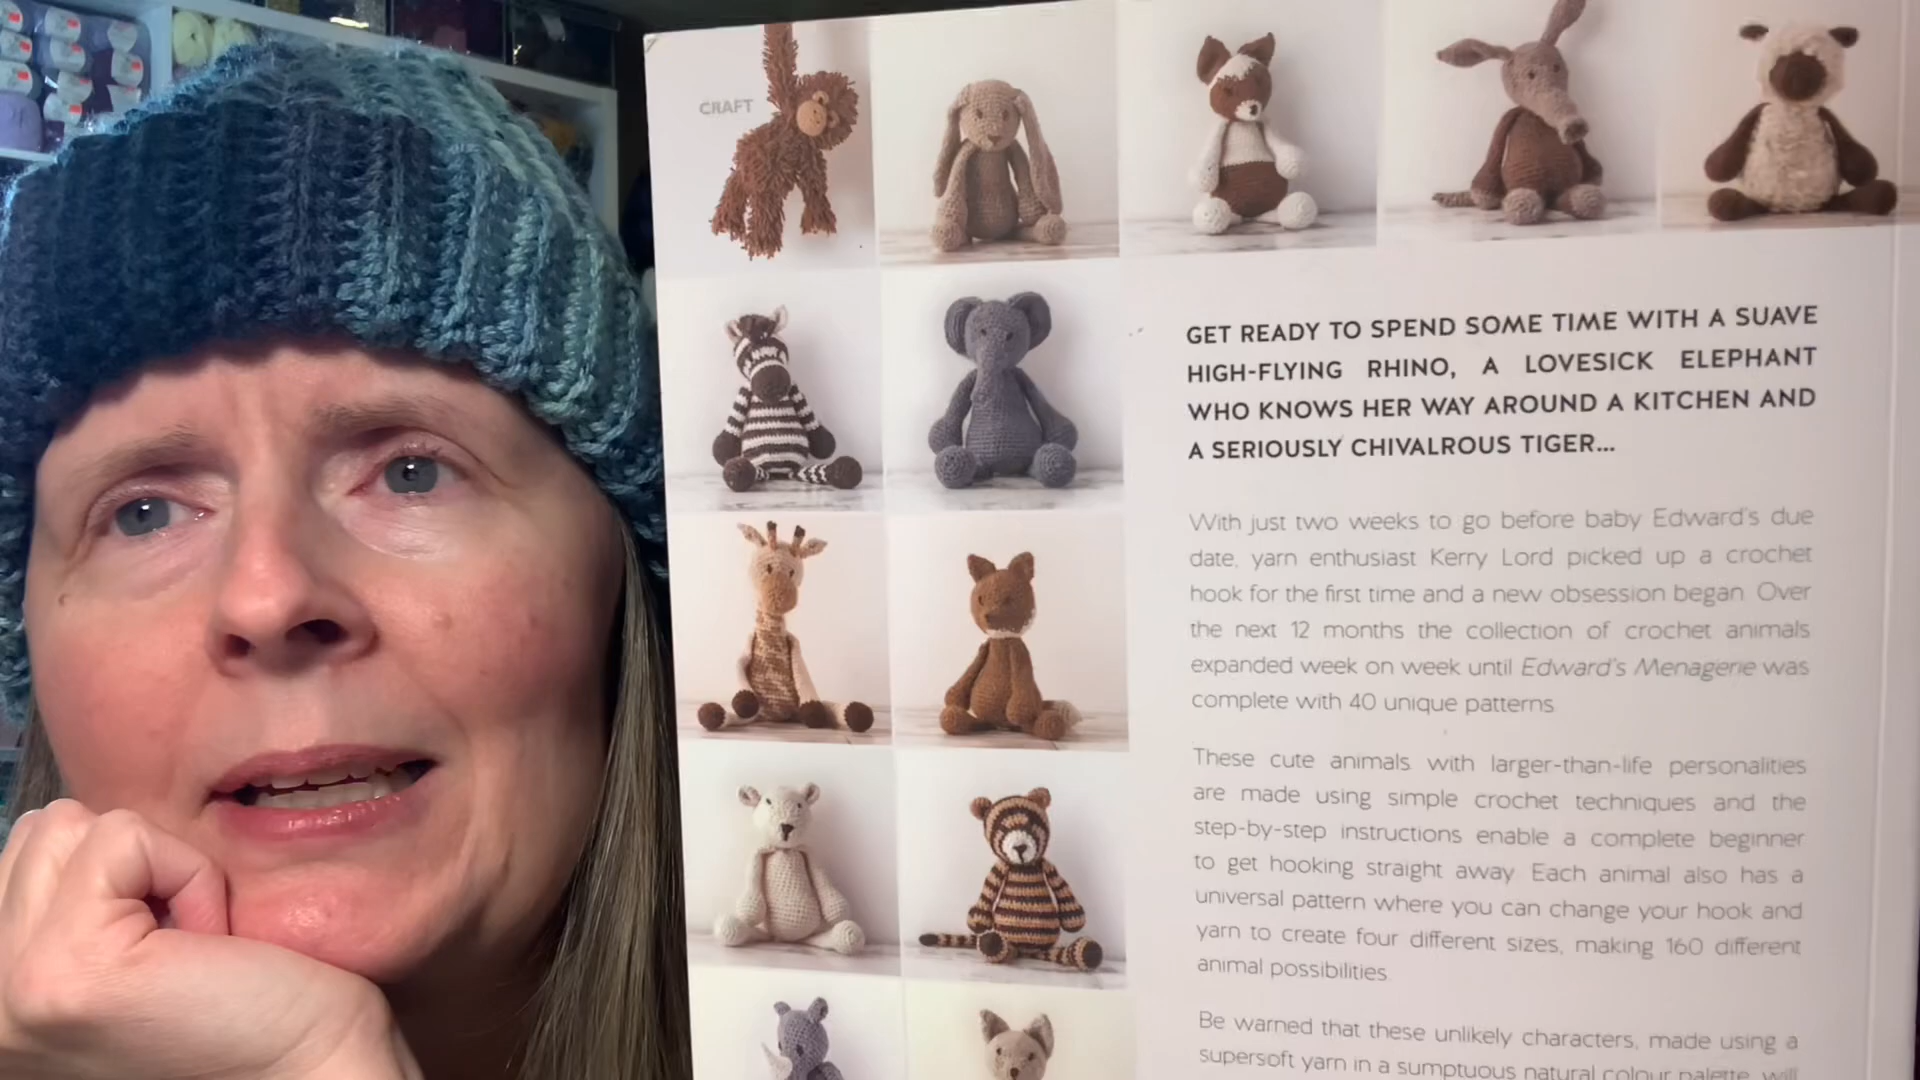 CRAFT
GET READY TO SPEND SOME TIME WITH A SUAVE
HIGH-FLYING RHINO, A LOVESICK ELEPHANT
WHO KNOWS HER WAY AROUND A KITCHEN AND
A SERIOUSLY CHIVALROUS TIGER...
With just two weeks to go before baby Edward's due
date, yarn enthusiast Kerry Lord picked up a crochet
hook for the first time and a new obsession began. Over
the next 12 months the collection of crochet animals
expanded week on week until Edward's Menagerie was
complete with 40 unique patterns.
These cute animals with larger-than-life personalities
are made using simple crochet techniques and the
step-by-step instructions enable a complete beginner
to get hooking straight away. Each animal also has a
universal pattern where you can change your hook and
yarn to create four different sizes, making 160 different
animal possibilities.
Be warned that these unlikely characters, made using a
supersoft yarn in a sumptuous natural colour palette, will